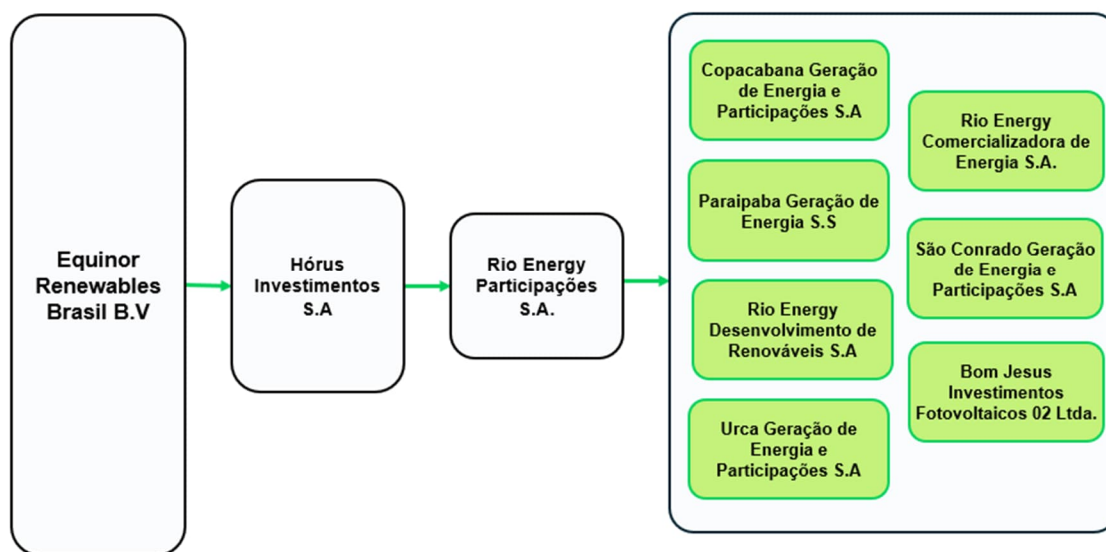 Equinor
Renewables
Brasil B.V
Hórus
Investimentos
S.A
Rio Energy
Participações
S.A.
Copacabana Geração
de Energia e
Participações S.A
Paraipaba Geração de
Energia S.S
Rio Energy
Desenvolvimento de
Renováveis S.A
Urca Geração de
Energia e
Participações S.A
Rio Energy
Comercializadora de
Energia S.A.
São Conrado Geração
de Energia e
Participações S.A
Bom Jesus
Investimentos
Fotovoltaicos 02 Ltda.